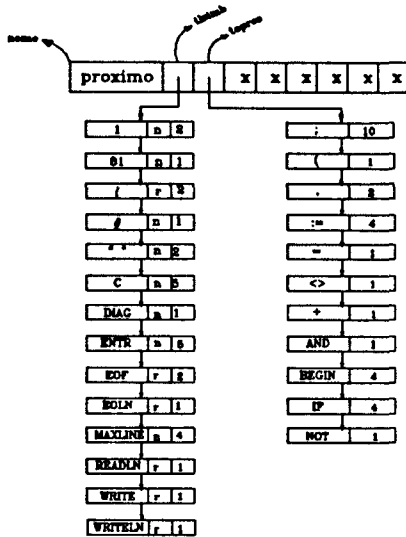 nome
proximo x x x x x x
1 n 2
81 n 1
( r 2
n 1
" " n 2
C n 5
DIAG n 1
ENTR n 5
EOF r 2
EOLN r 1
MAXLINE n 4
READLN r 1
WRITE r 1
WRITELN r 1
; 10
( 1
. 2
:= 4
= 1
<> 1
+ 1
AND 1
BEGIN 4
IF 4
NOT 1